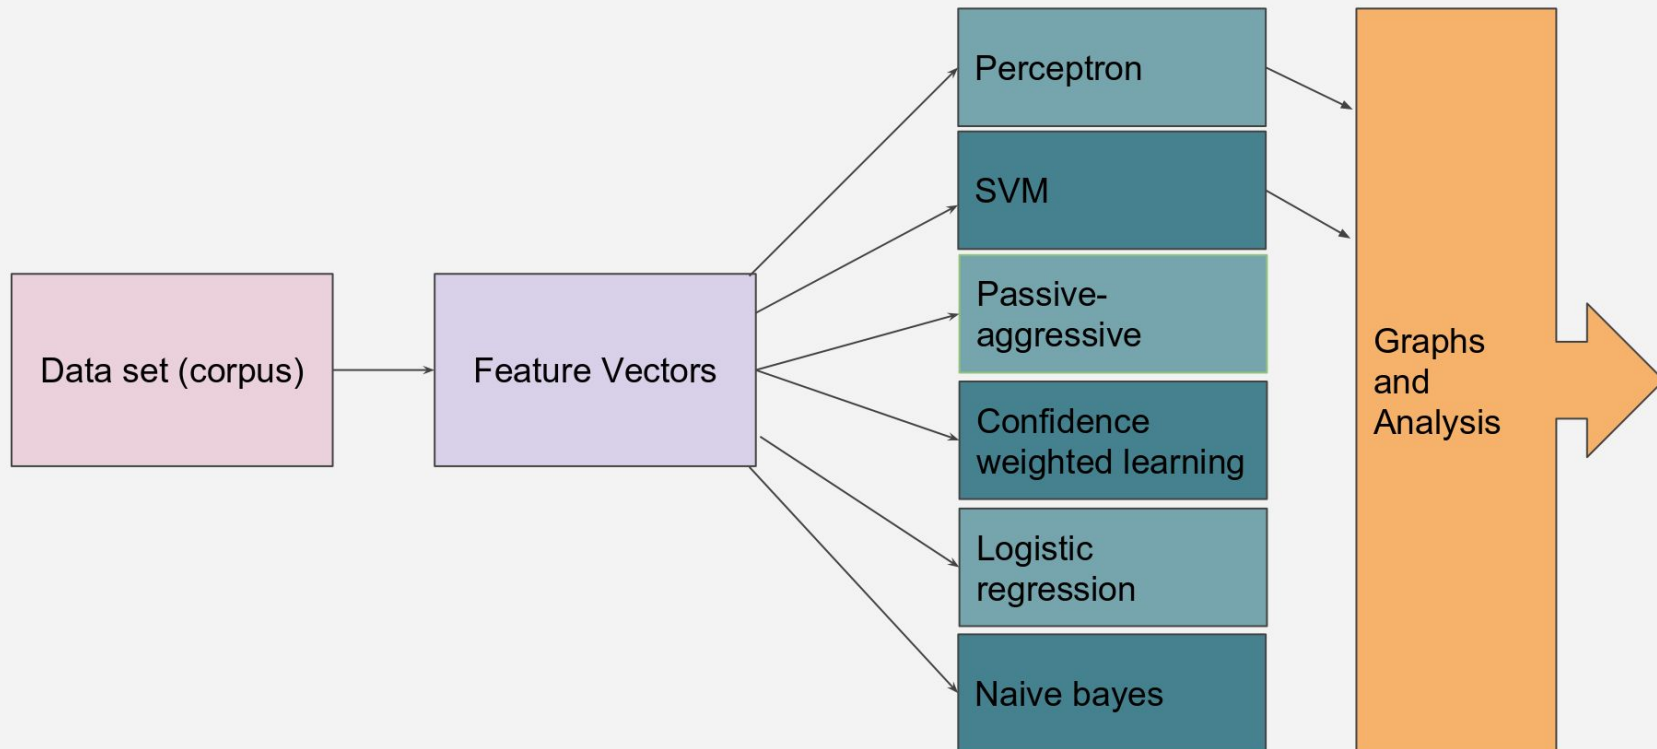 Data set (corpus)
Feature Vectors
Perceptron
SVM
Passive-
aggressive
Confidence
weighted learning
Logistic
regression
Naive bayes
Graphs
and
Analysis